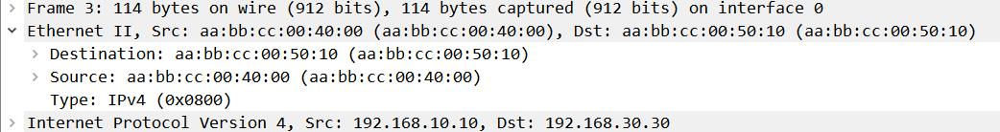 Frame 3: 114 bytes on wire (912 bits), 114 bytes captured (912 bits) on interface 0
Ethernet II, Src: aa:bb:cc:00:40:00 (aa:bb:cc:00:40:00), Dst: aa:bb:cc:00:50:10 (aa:bb:cc:00:50:10)
Destination: aa:bb:cc:00:50:10 (aa:bb:cc:00:50:10)
Source: aa:bb:cc:00:40:00 (aa:bb:cc:00:40:00)
Type: IPv4 (0x0800)
Internet Protocol Version 4, Src: 192.168.10.10, Dst: 192.168.30.30